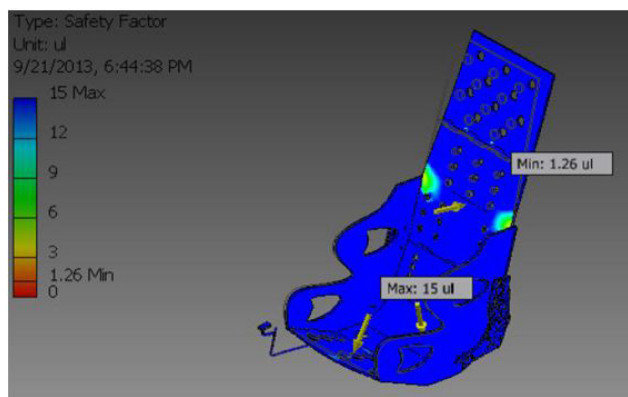 Type: Safety Factor
Unit: ul
9/21/2013, 6:44:38 PM
15 Max
12
9
6
3
1.26 Min
0
Min: 1.26 ul
Max: 15 ul